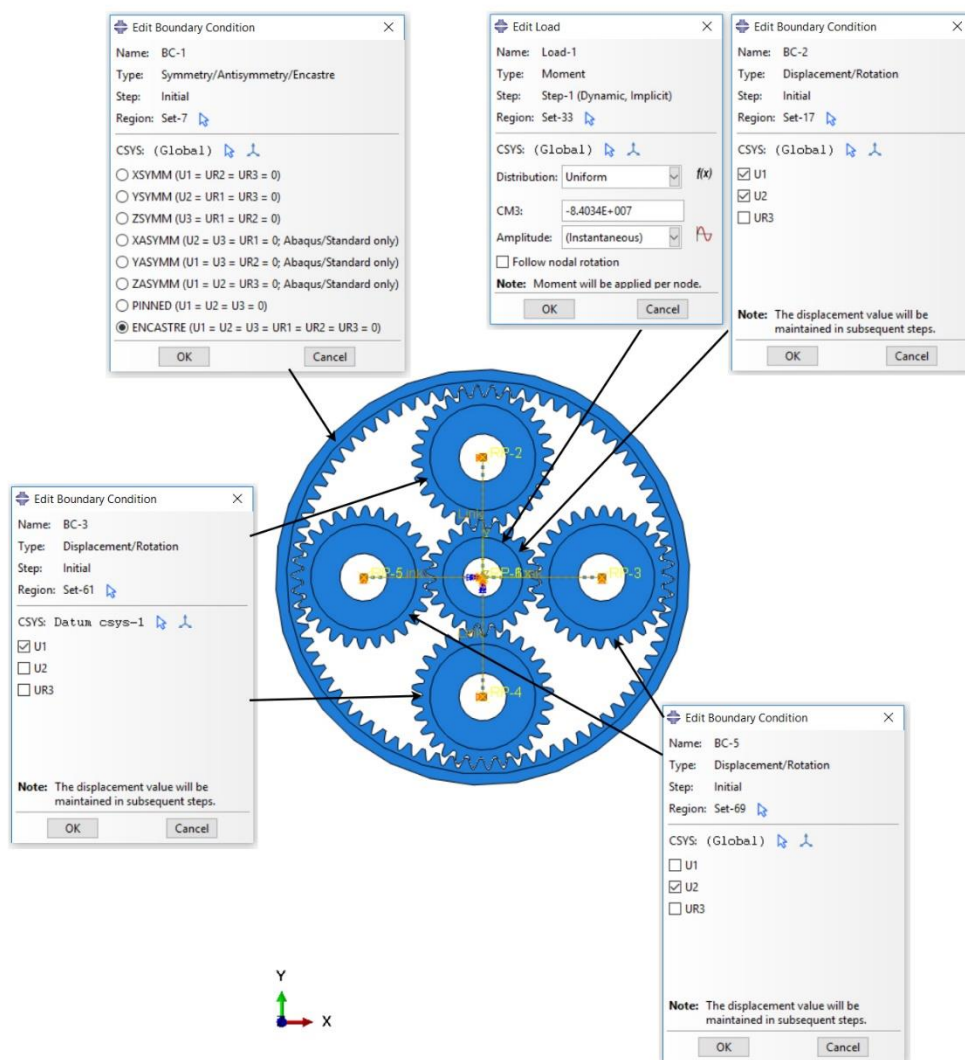 Edit Boundary Condition
Name: BC-1
Type: Symmetry/Antisymmetry/Encastre
Step: Initial
Region: Set-7
CSYS: (Global)
XSYMM (U1 = UR2 = UR3 = 0)
YSYMM (U2 = UR1 = UR3 = 0)
ZSYMM (U3 = UR1 = UR2 = 0)
XASYMM (U2 = U3 = UR1 = 0; Abaqus/Standard only)
YASYMM (U1 = U3 = UR2 = 0; Abaqus/Standard only)
ZASYMM (U1 = U2 = UR3 = 0; Abaqus/Standard only)
PINNED (U1 = U2 = U3 = 0)
ENCASTRE (U1 = U2 = U3 = UR1 = UR2 = UR3 = 0)
OK Cancel
Edit Load
Name: Load-1
Type: Moment
Step: Step-1 (Dynamic, Implicit)
Region: Set-33
CSYS: (Global)
Distribution: Uniform f(x)
CM3: -8.4034E+007
Amplitude: (Instantaneous)
Follow nodal rotation
Note: Moment will be applied per node.
OK Cancel
Edit Boundary Condition
Name: BC-2
Type: Displacement/Rotation
Step: Initial
Region: Set-17
CSYS: (Global)
U1
U2
UR3
Note: The displacement value will be
maintained in subsequent steps.
OK Cancel
RP-2
RP-5
RP-3
RP-4
Edit Boundary Condition
Name: BC-3
Type: Displacement/Rotation
Step: Initial
Region: Set-61
CSYS: Datum csys-1
U1
U2
UR3
Note: The displacement value will be
maintained in subsequent steps.
OK Cancel
Edit Boundary Condition
Name: BC-5
Type: Displacement/Rotation
Step: Initial
Region: Set-69
CSYS: (Global)
U1
U2
UR3
Note: The displacement value will be
maintained in subsequent steps.
OK Cancel
Y
X